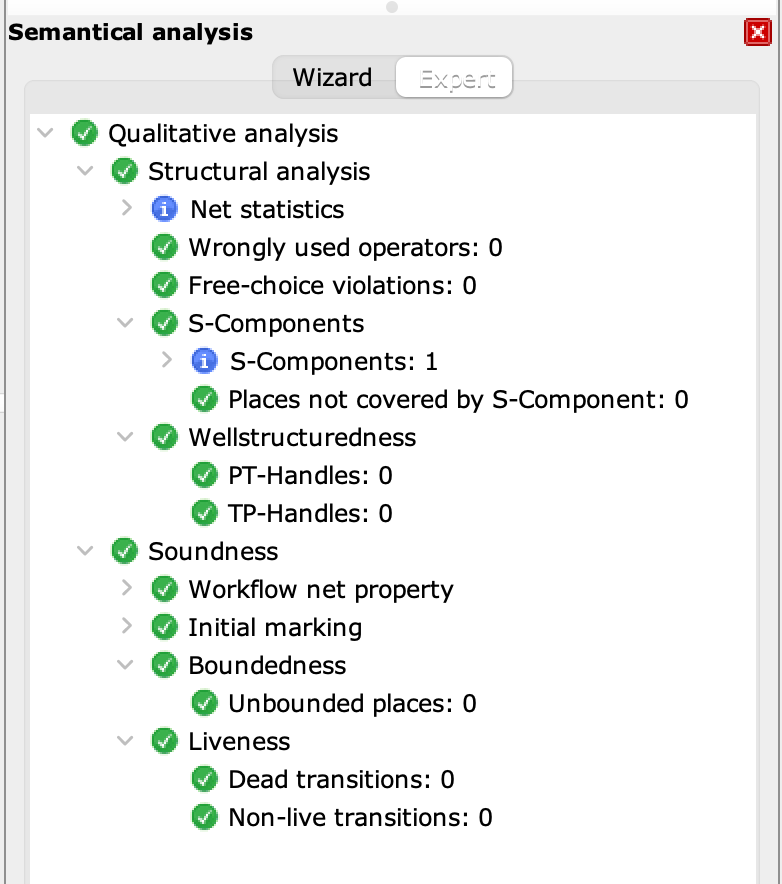 Semantical analysis
Wizard Expert
Qualitative analysis
Structural analysis
Net statistics
Wrongly used operators: 0
Free-choice violations: 0
S-Components
S-Components: 1
Places not covered by S-Component: 0
Wellstructuredness
PT-Handles: 0
TP-Handles: 0
Soundness
Workflow net property
Initial marking
Boundedness
Unbounded places: 0
Liveness
Dead transitions: 0
Non-live transitions: 0